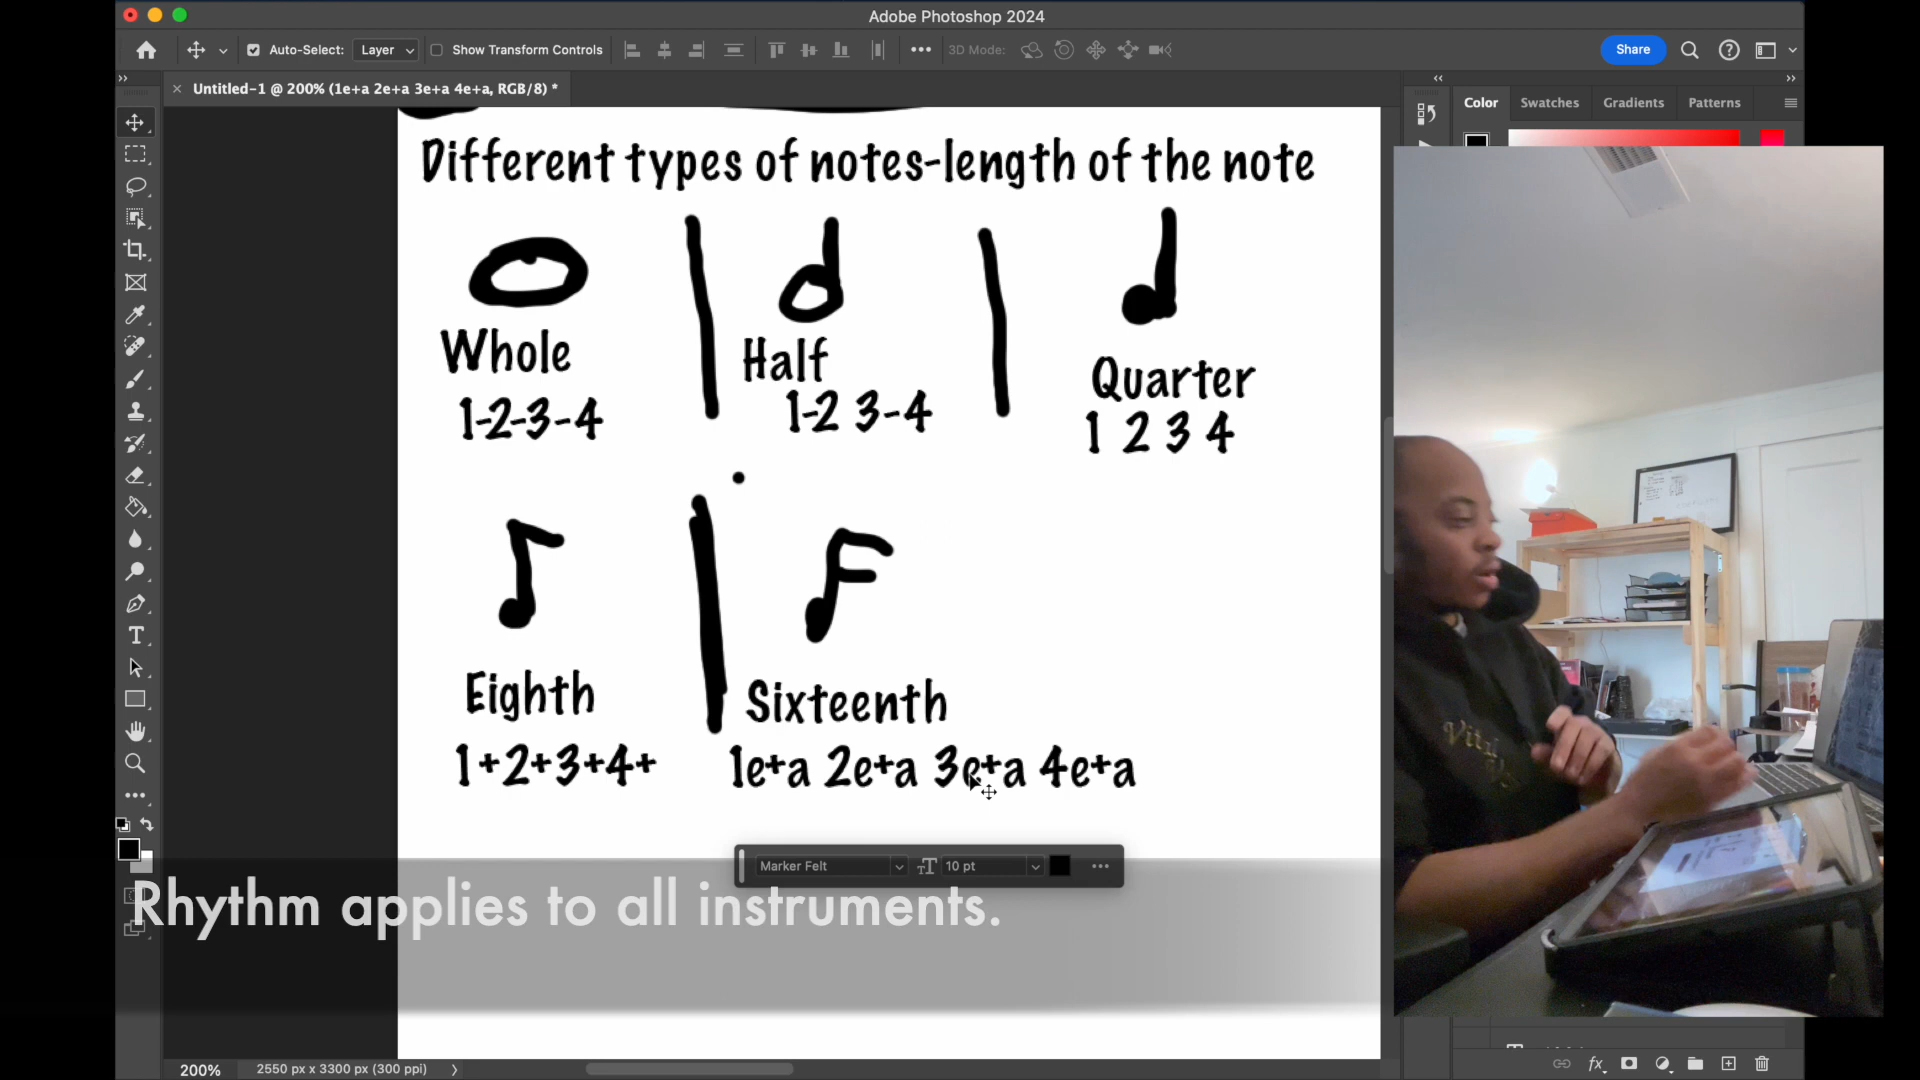 Adobe Photoshop 2024
Auto-Select: Layer Show Transform Controls 3D Mode: Share
Untitled-1 @ 200% (1e+a 2e+a 3e+a 4e+a, RGB/8) *
Color Swatches Gradients Patterns
Different types of notes-length of the note
Whole
Half
Quarter
1-2-3-4
1-2 3-4
1 2 3 4
Eighth
Sixteenth
1+2+3+4+
1e+a 2e+a 3e+a 4e+a
Marker Felt 10 pt
Rhythm applies to all instruments.
200% 2550 px x 3300 px (300 ppi)